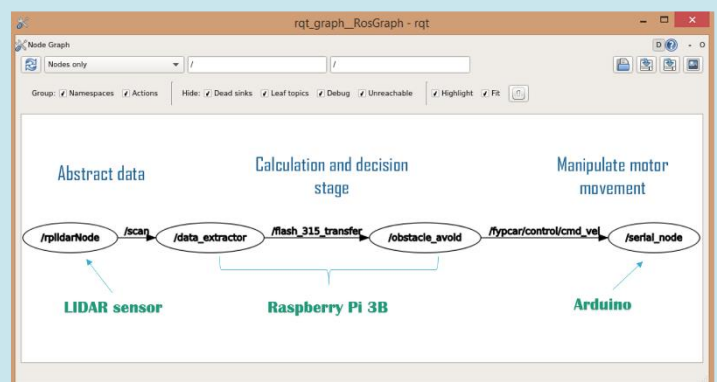 rqt_graph__RosGraph - rqt
Node Graph
D
- O
Nodes only
/
/
Group: Namespaces Actions Hide: Dead sinks Leaf topics Debug Unreachable Highlight Fit
Abstract data
Calculation and decision
stage
Manipulate motor
movement
/rplidarNode
/scan
/data_extractor
/flash_315_transfer
/obstacle_avoid
/fypcar/control/cmd_vel
/serial_node
LIDAR sensor
Raspberry Pi 3B
Arduino